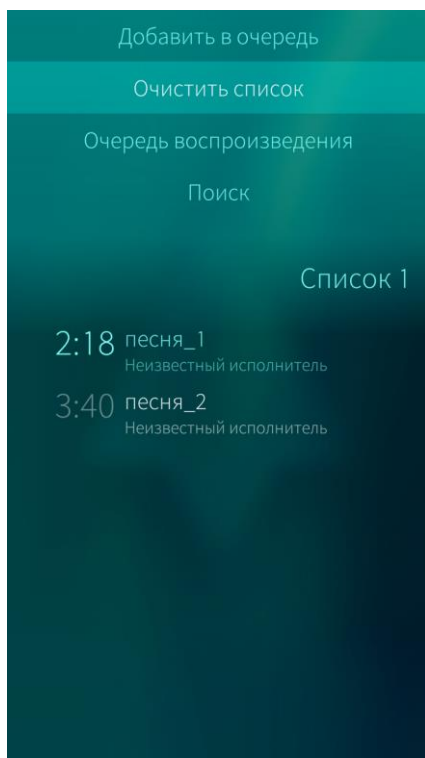 Добавить в очередь
Очистить список
Очередь воспроизведения
Поиск
Список 1
2:18 песня_1
Неизвестный исполнитель
3:40 песня_2
Неизвестный исполнитель